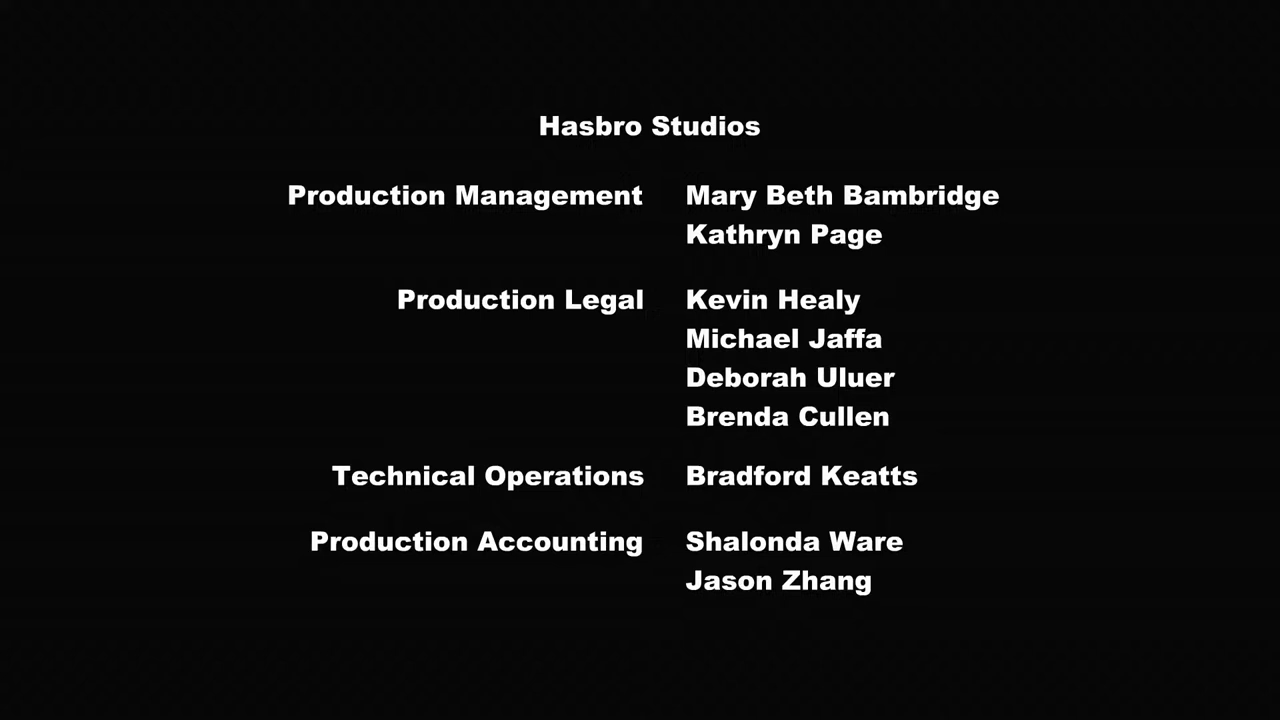 Hasbro Studios
Production Management Mary Beth Bambridge
Kathryn Page
Production Legal Kevin Healy
Michael Jaffa
Deborah Uluer
Brenda Cullen
Technical Operations Bradford Keatts
Production Accounting Shalonda Ware
Jason Zhang